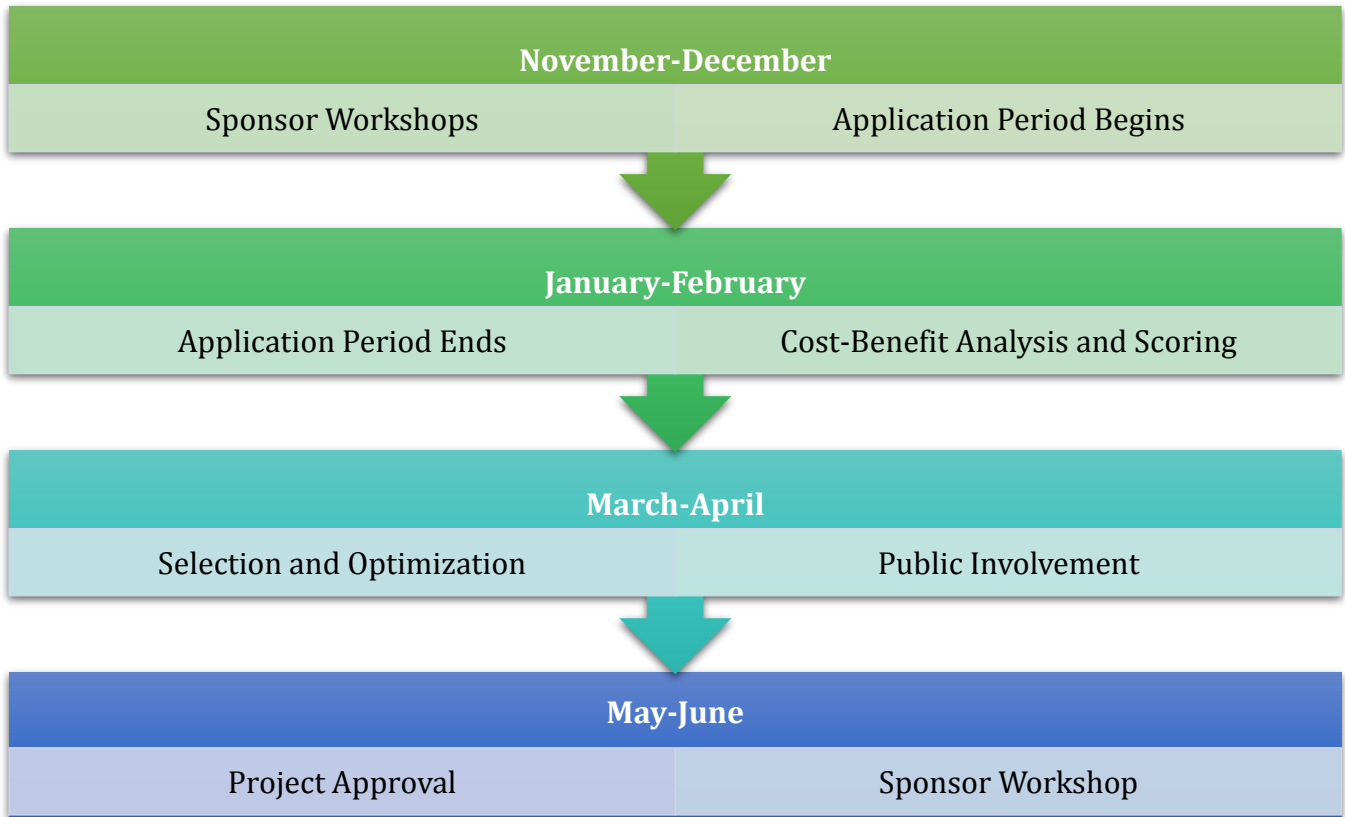 November-December
Sponsor Workshops
Application Period Begins
January-February
Application Period Ends
Cost-Benefit Analysis and Scoring
March-April
Selection and Optimization
Public Involvement
May-June
Project Approval
Sponsor Workshop